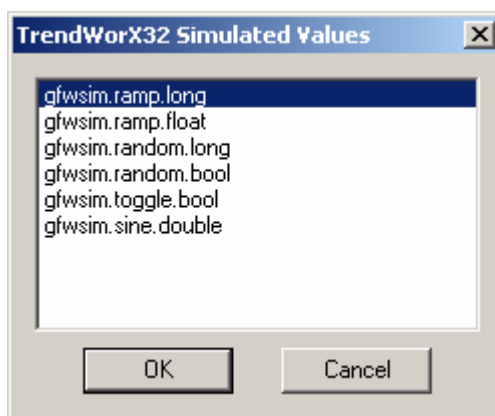 TrendWorX32 Simulated Values
gfwsim.ramp.long
gfwsim.ramp.float
gfwsim.random.long
gfwsim.random.bool
gfwsim.toggle.bool
gfwsim.sine.double
OK
Cancel